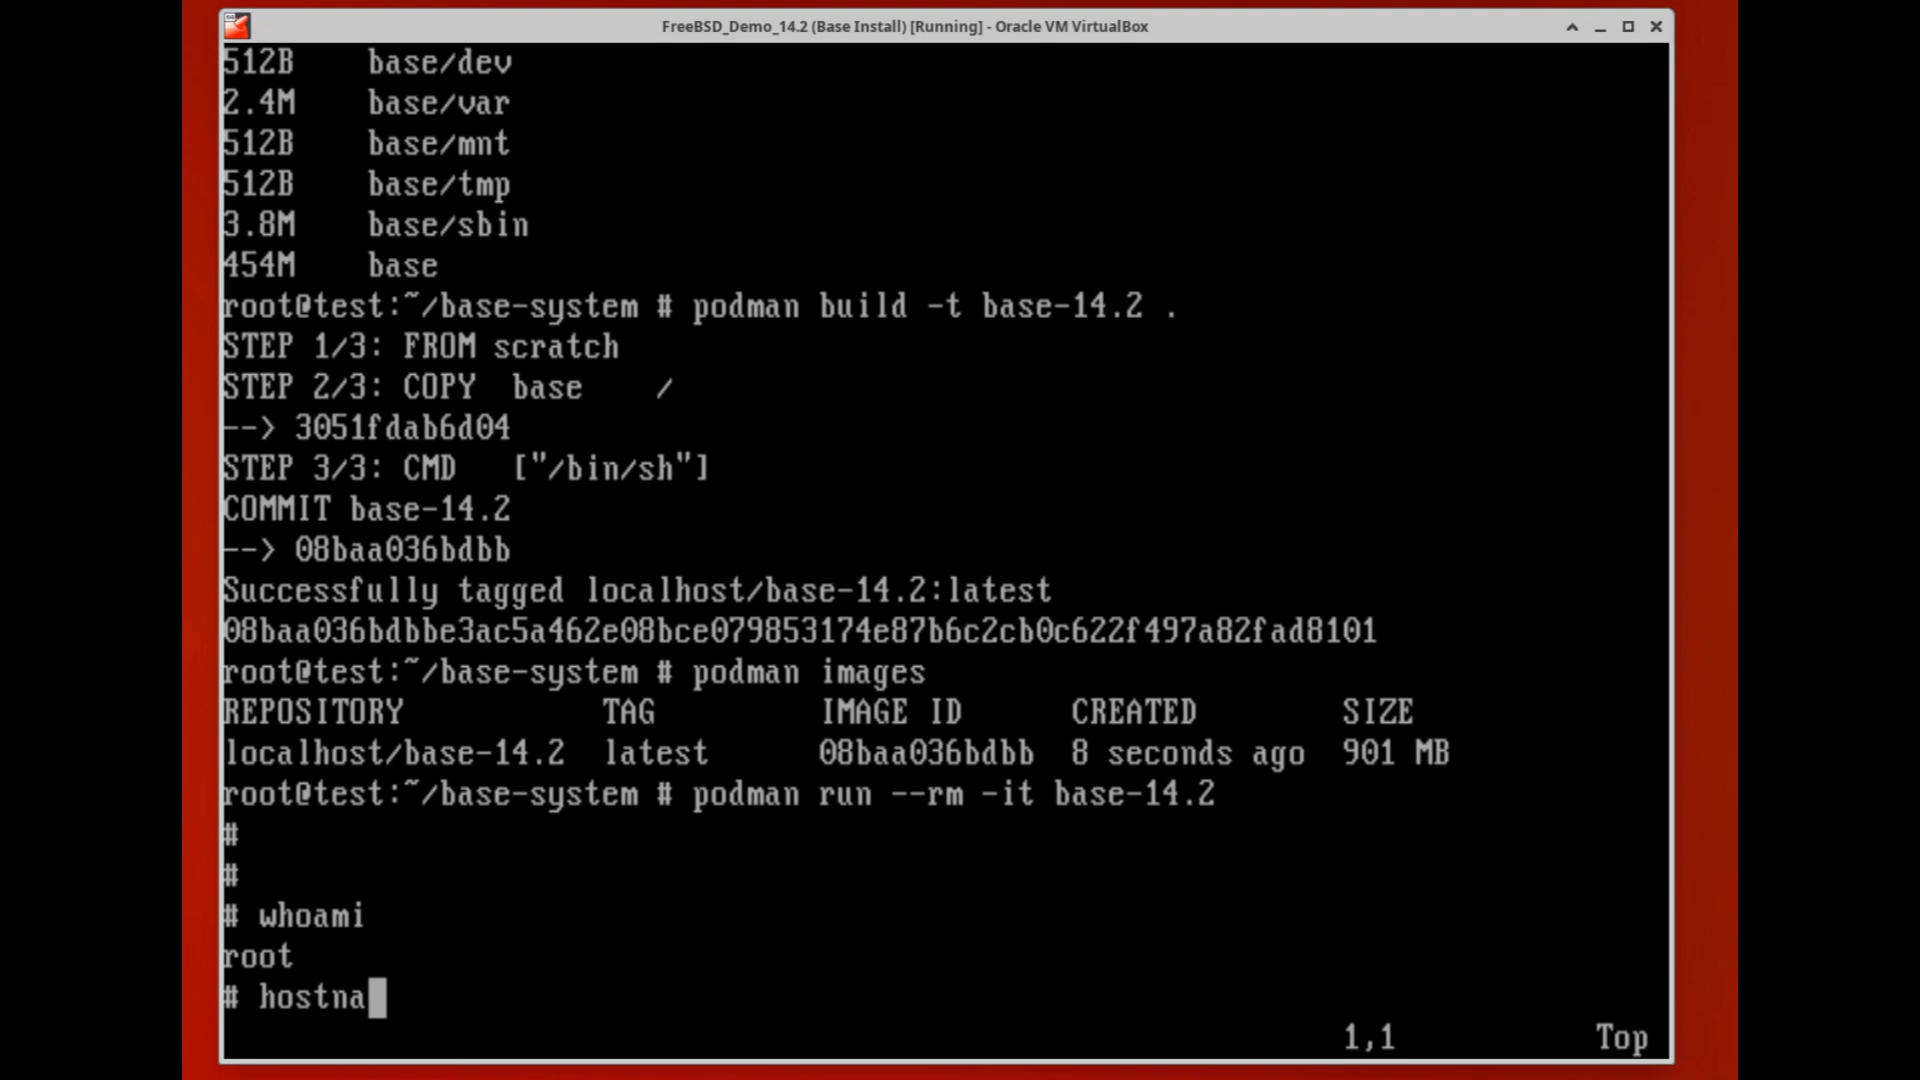 FreeBSD_Demo_14.2 (Base Install) [Running] - Oracle VM VirtualBox
512B    base/dev
2.4M    base/var
512B    base/mnt
512B    base/tmp
3.8M    base/sbin
454M    base
root@test:~/base-system # podman build -t base-14.2 .
STEP 1/3: FROM scratch
STEP 2/3: COPY  base    /
--> 3051fdab6d04
STEP 3/3: CMD   ["/bin/sh"]
COMMIT base-14.2
--> 08baa036bdbb
Successfully tagged localhost/base-14.2:latest
08baa036bdbbe3ac5a462e08bce079853174e87b6c2cb0c622f497a82fad8101
root@test:~/base-system # podman images
REPOSITORY           TAG         IMAGE ID      CREATED        SIZE
localhost/base-14.2  latest      08baa036bdbb  8 seconds ago  901 MB
root@test:~/base-system # podman run --rm -it base-14.2
#
#
# whoami
root
# hostna
1,1           Top